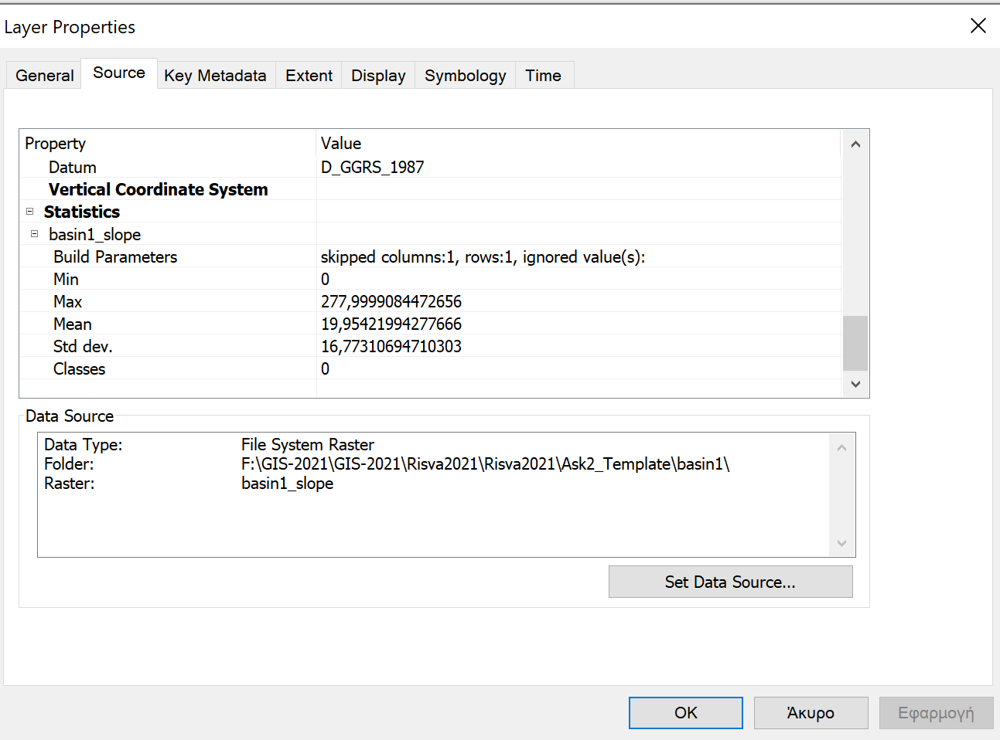 Layer Properties
General Source Key Metadata Extent Display Symbology Time
Property Value
Datum D_GGRS_1987
Vertical Coordinate System
Statistics
basin1_slope
Build Parameters skipped columns:1, rows:1, ignored value(s):
Min 0
Max 277,9999084472656
Mean 19,95421994277666
Std dev. 16,77310694710303
Classes 0
Data Source
Data Type: File System Raster
Folder: F:\GIS-2021\GIS-2021\Risva2021\Risva2021\Ask2_Template\basin1\
Raster: basin1_slope
Set Data Source...
OK Άκυρο Εφαρμογή